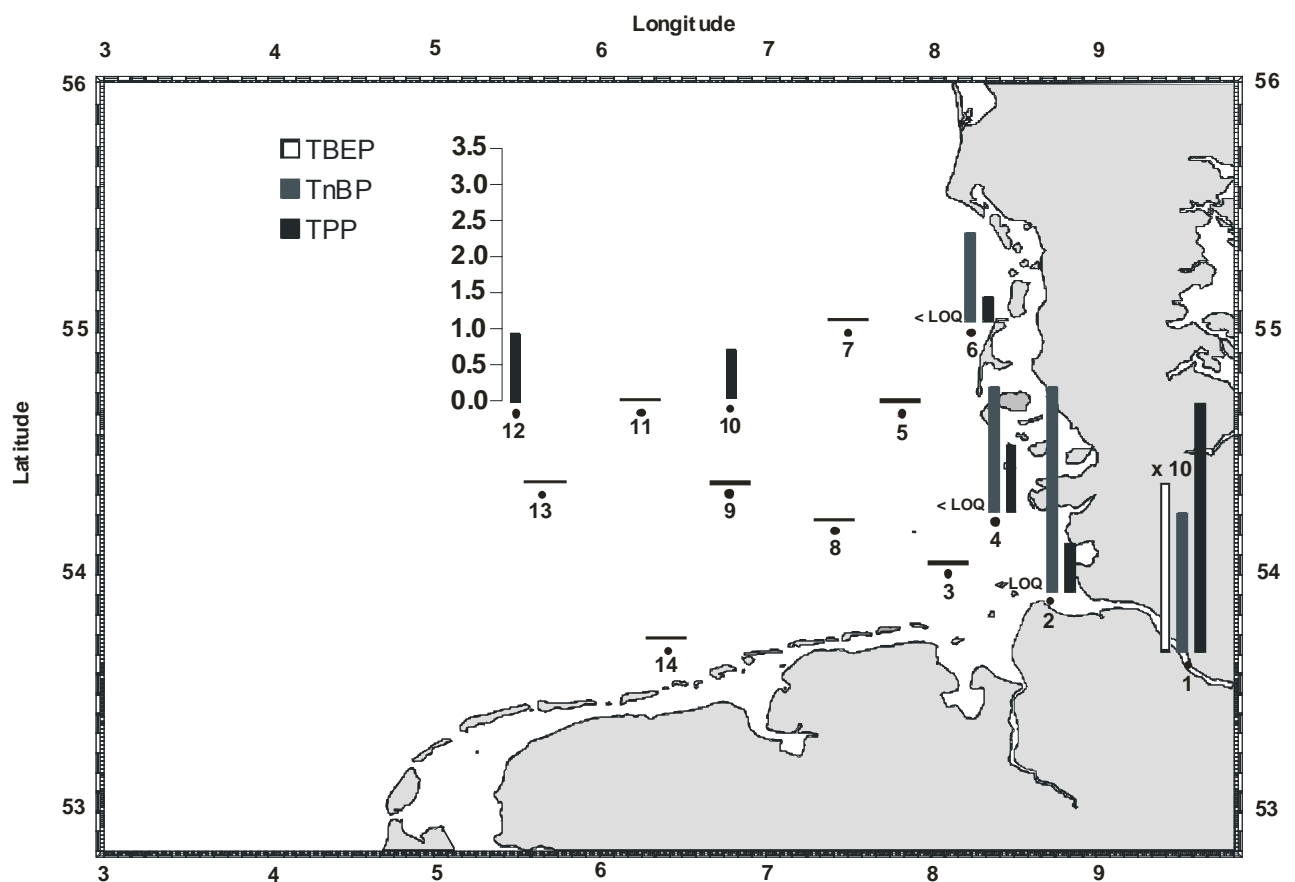 Longitude
3 4 5 6 7 8 9
56 56
TBEP
TnBP
TPP
3.5
3.0
2.5
2.0
1.5
1.0
0.5
0.0
< LOQ
55 55
7 6
12 11 10 5
Latitude
x 10
13 9 < LOQ
8 4
54 54
3 < LOQ
2
14 1
53 53
3 4 5 6 7 8 9